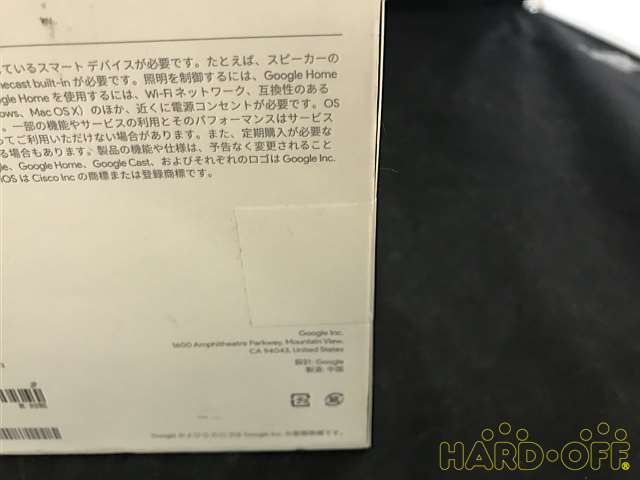 ているスマート デバイスが必要です。たとえば、スピーカーの
mecast built-in が必要です。照明を制御するには、Google Home
gle Home を使用するには、Wi-Fi ネットワーク、互換性のある
ows、Mac OS X）のほか、近くに電源コンセントが必要です。OS
。一部の機能やサービスの利用とそのパフォーマンスはサービス
ってご利用いただけない場合があります。また、定期購入が必要な
る場合もあります。製品の機能や仕様は、予告なく変更されること
le、Google Home、Google Cast、およびそれぞれのロゴは Google Inc.
iOS は Cisco Inc の商標または登録商標です。
Google Inc.
1600 Amphitheatre Parkway, Mountain View,
CA 94043, United States
設計: Google
製造: 中国
HARD·OFF